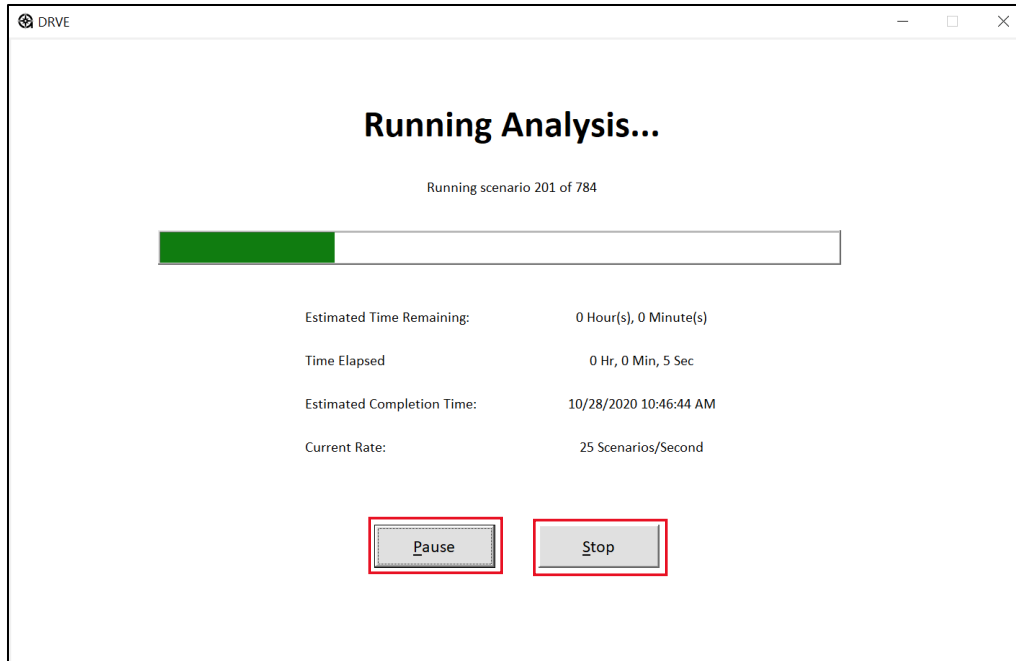 DRVE
Running Analysis...
Running scenario 201 of 784
Estimated Time Remaining: 0 Hour(s), 0 Minute(s)
Time Elapsed 0 Hr, 0 Min, 5 Sec
Estimated Completion Time: 10/28/2020 10:46:44 AM
Current Rate: 25 Scenarios/Second
Pause Stop